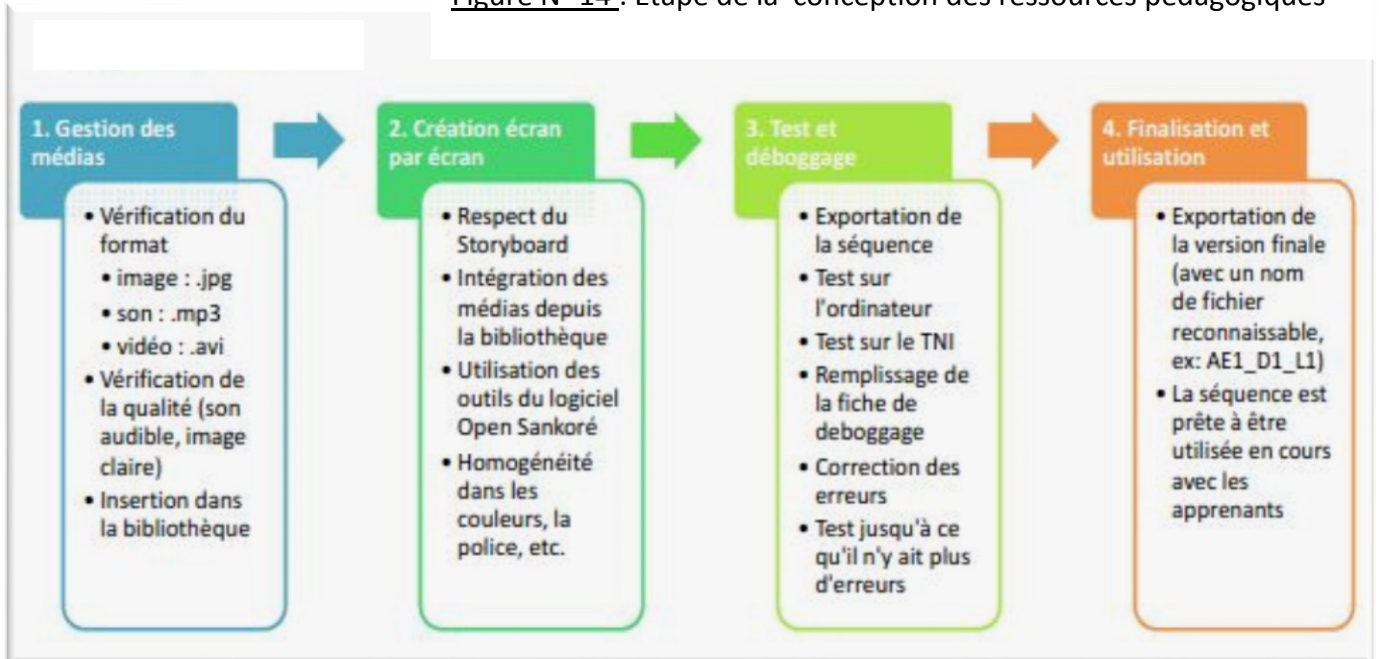 Figure N° 14 : Etape de la conception des ressources pédagogiques
1. Gestion des
médias
• Vérification du
format
• image : .jpg
• son : .mp3
• vidéo : .avi
• Vérification de
la qualité (son
audible, image
claire)
• Insertion dans
la bibliothèque
2. Création écran
par écran
• Respect du
Storyboard
• Intégration des
médias depuis
la bibliothèque
• Utilisation des
outils du logiciel
Open Sankoré
• Homogénéité
dans les
couleurs, la
police, etc.
3. Test et
déboggage
• Exportation de
la séquence
• Test sur
l'ordinateur
• Test sur le TNI
• Remplissage de
la fiche de
deboggage
• Correction des
erreurs
• Test jusqu'à ce
qu'il n'y ait plus
d'erreurs
4. Finalisation et
utilisation
• Exportation de
la version finale
(avec un nom
de fichier
reconnaissable,
ex: AE1_D1_L1)
• La séquence est
prête à être
utilisée en cours
avec les
apprenants